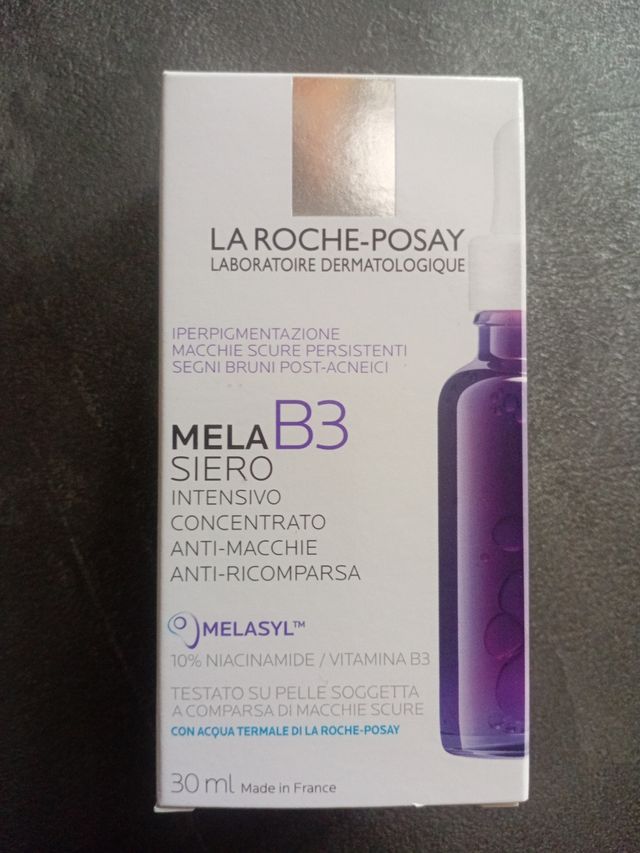 LA ROCHE-POSAY
LABORATOIRE DERMATOLOGIQUE
IPERPIGMENTAZIONE
MACCHIE SCURE PERSISTENTI
SEGNI BRUNI POST-ACNEICI
MELA B3
SIERO
INTENSIVO
CONCENTRATO
ANTI-MACCHIE
ANTI-RICOMPARSA
MELASYL™
10% NIACINAMIDE / VITAMINA B3
TESTATO SU PELLE SOGGETTA
A COMPARSA DI MACCHIE SCURE
CON ACQUA TERMALE DI LA ROCHE-POSAY
30 ml Made in France